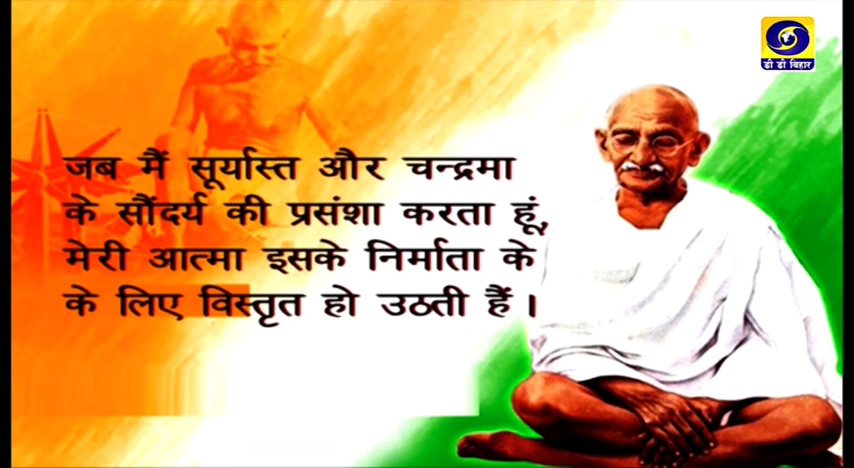 डी डी बिहार
जब मैं सूर्यास्त और चन्द्रमा
के सौंदर्य की प्रसंशा करता हूं,
मेरी आत्मा इसके निर्माता के
के लिए विस्तृत हो उठती हैं।